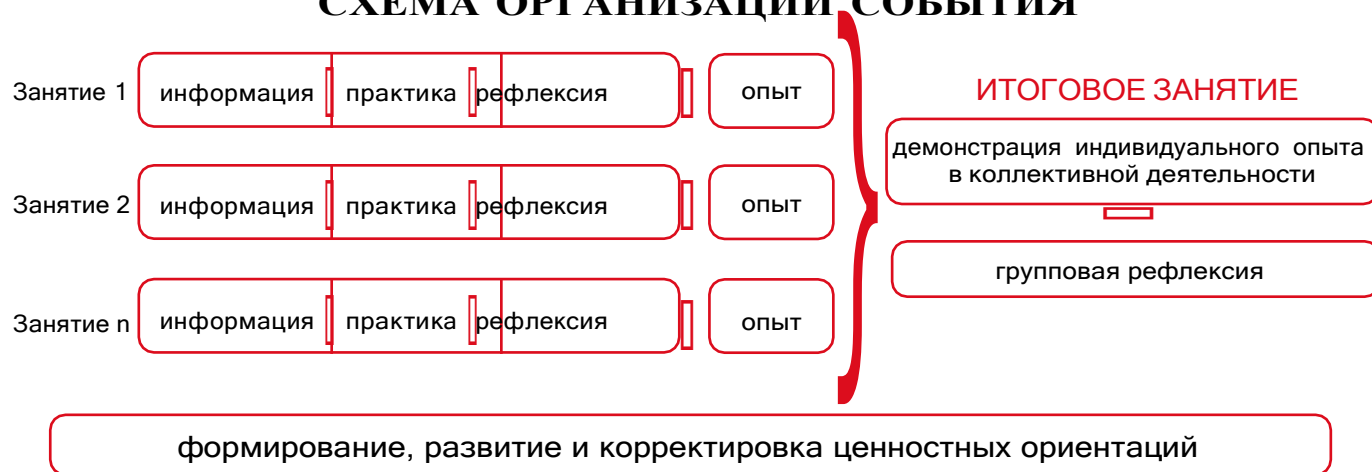 СХЕМА ОРГАНИЗАЦИИ СОБЫТИЯ
Занятие 1 информация практика рефлексия опыт
ИТОГОВОЕ ЗАНЯТИЕ
демонстрация индивидуального опыта
в коллективной деятельности
Занятие 2 информация практика рефлексия опыт
групповая рефлексия
Занятие n информация практика рефлексия опыт
формирование, развитие и корректировка ценностных ориентаций